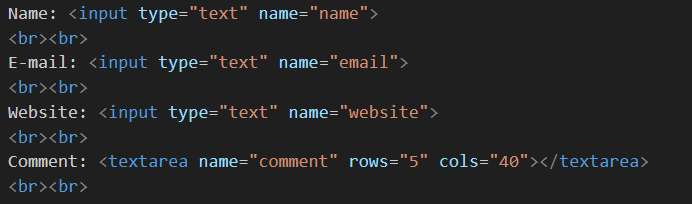 Name: <input type="text" name="name">
<br><br>
E-mail: <input type="text" name="email">
<br><br>
Website: <input type="text" name="website">
<br><br>
Comment: <textarea name="comment" rows="5" cols="40"></textarea>
<br><br>